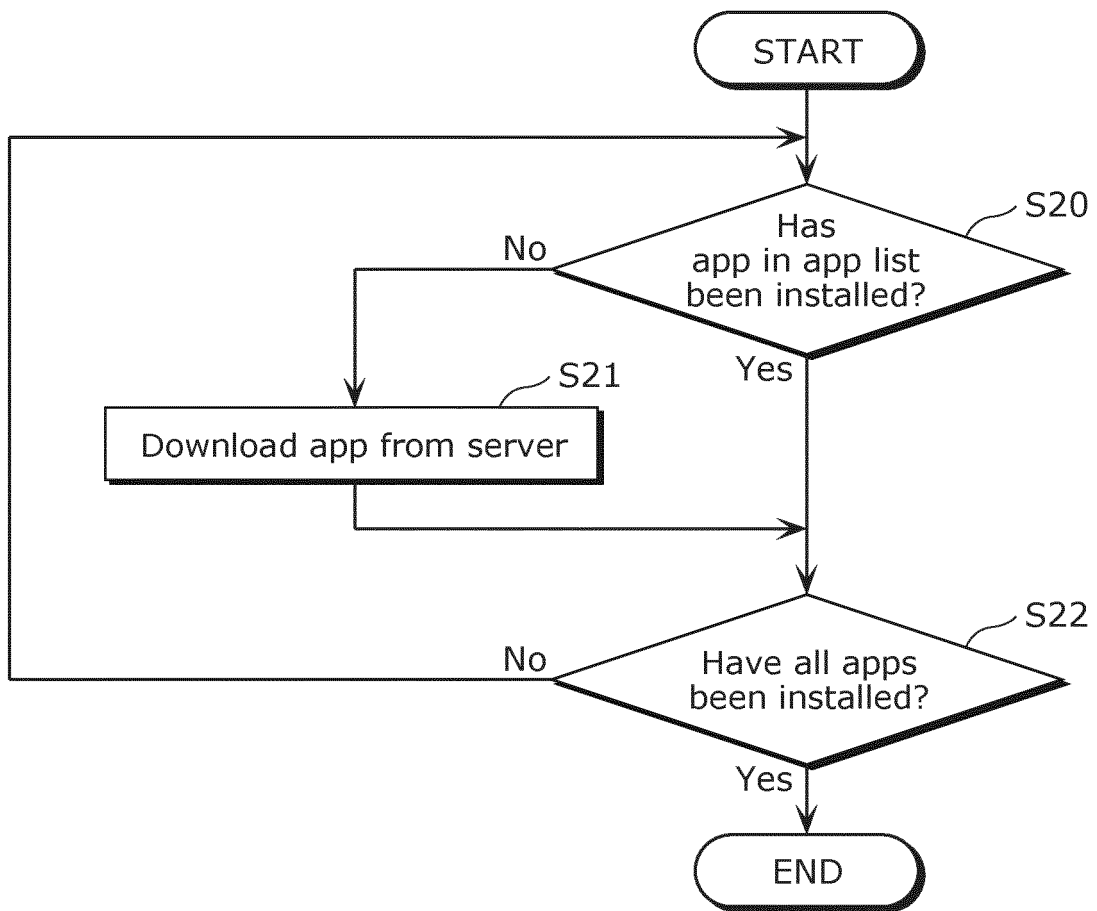 START
S20
Has
app in app list
been installed?
No
Yes
S21
Download app from server
S22
Have all apps
been installed?
No
Yes
END